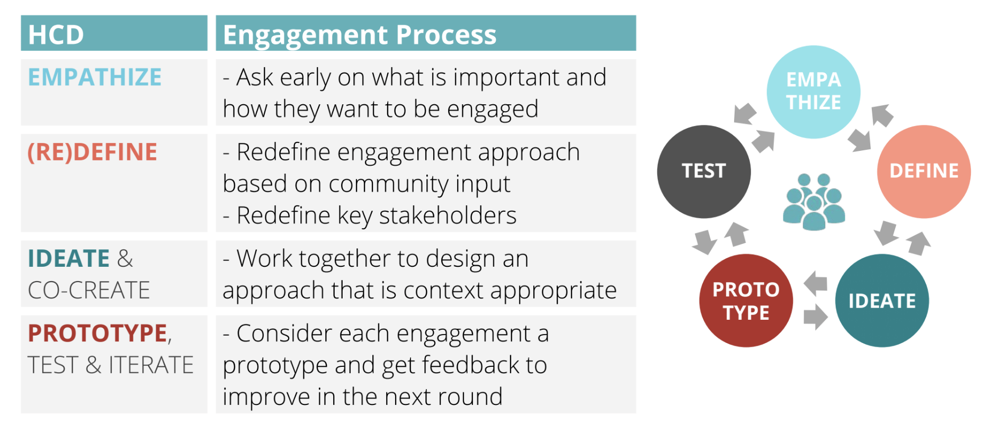 HCD
Engagement Process
EMPATHIZE
- Ask early on what is important and
how they want to be engaged
(RE)DEFINE
- Redefine engagement approach
based on community input
- Redefine key stakeholders
IDEATE &
CO-CREATE
- Work together to design an
approach that is context appropriate
PROTOTYPE,
TEST & ITERATE
- Consider each engagement a
prototype and get feedback to
improve in the next round
EMPA
THIZE
DEFINE
IDEATE
PROTO
TYPE
TEST